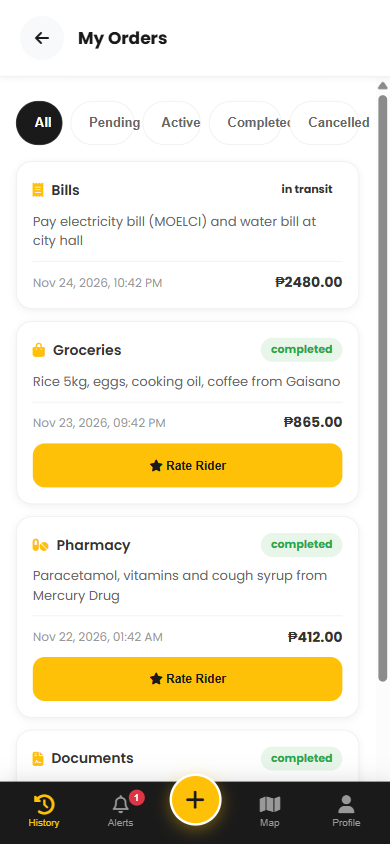 My Orders
All Pending Active Completed Cancelled
Bills in transit
Pay electricity bill (MOELCI) and water bill at
city hall
Nov 24, 2026, 10:42 PM ₱2480.00
Groceries completed
Rice 5kg, eggs, cooking oil, coffee from Gaisano
Nov 23, 2026, 09:42 PM ₱865.00
Rate Rider
Pharmacy completed
Paracetamol, vitamins and cough syrup from
Mercury Drug
Nov 22, 2026, 01:42 AM ₱412.00
Rate Rider
Documents completed
1
History Alerts Map Profile